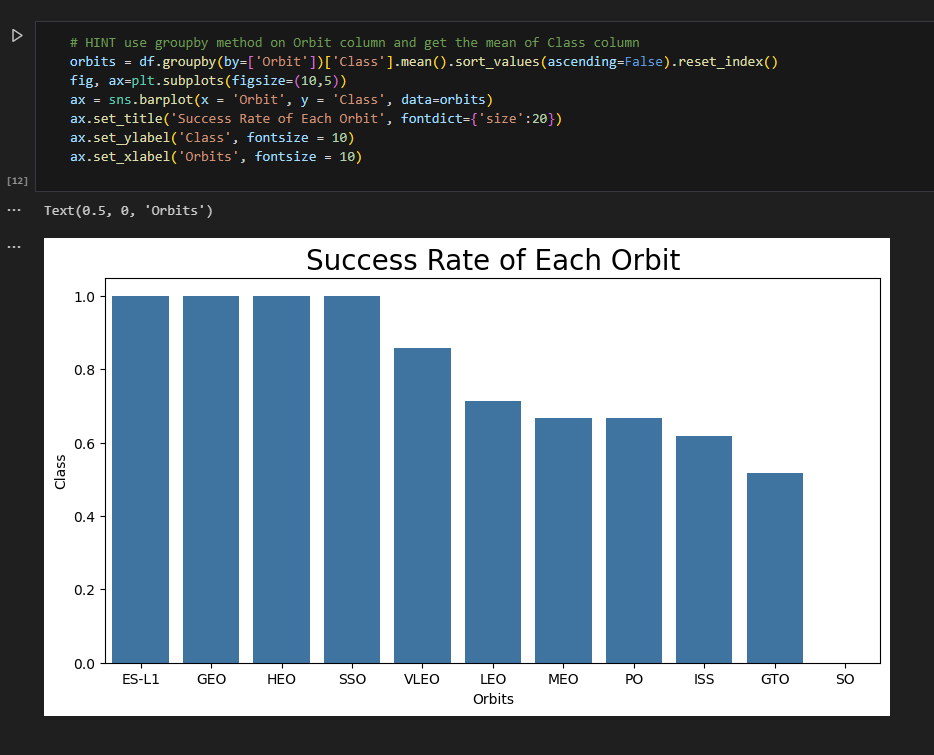 # HINT use groupby method on Orbit column and get the mean of Class column
orbits = df.groupby(by=['Orbit'])['Class'].mean().sort_values(ascending=False).reset_index()
fig, ax=plt.subplots(figsize=(10,5))
ax = sns.barplot(x = 'Orbit', y = 'Class', data=orbits)
ax.set_title('Success Rate of Each Orbit', fontdict={'size':20})
ax.set_ylabel('Class', fontsize = 10)
ax.set_xlabel('Orbits', fontsize = 10)
[12]
... Text(0.5, 0, 'Orbits')
...
Success Rate of Each Orbit
1.0
0.8
0.6
0.4
0.2
0.0
Class
ES-L1 GEO HEO SSO VLEO LEO MEO PO ISS GTO SO
Orbits